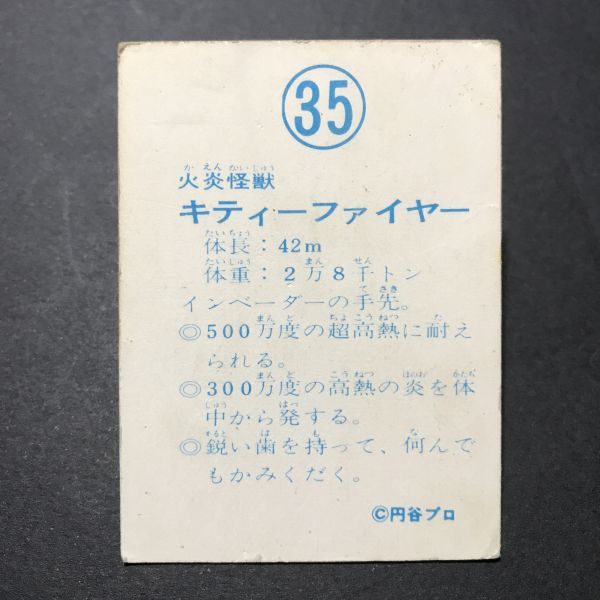 35
火炎怪獣
キティーファイヤー
体長：42m
体重：2万8千トン
インベーダーの手先。
◎500万度の超高熱に耐え
られる。
◎300万度の高熱の炎を体
中から発する。
◎鋭い歯を持って、何んで
もかみくだく。
©円谷プロ